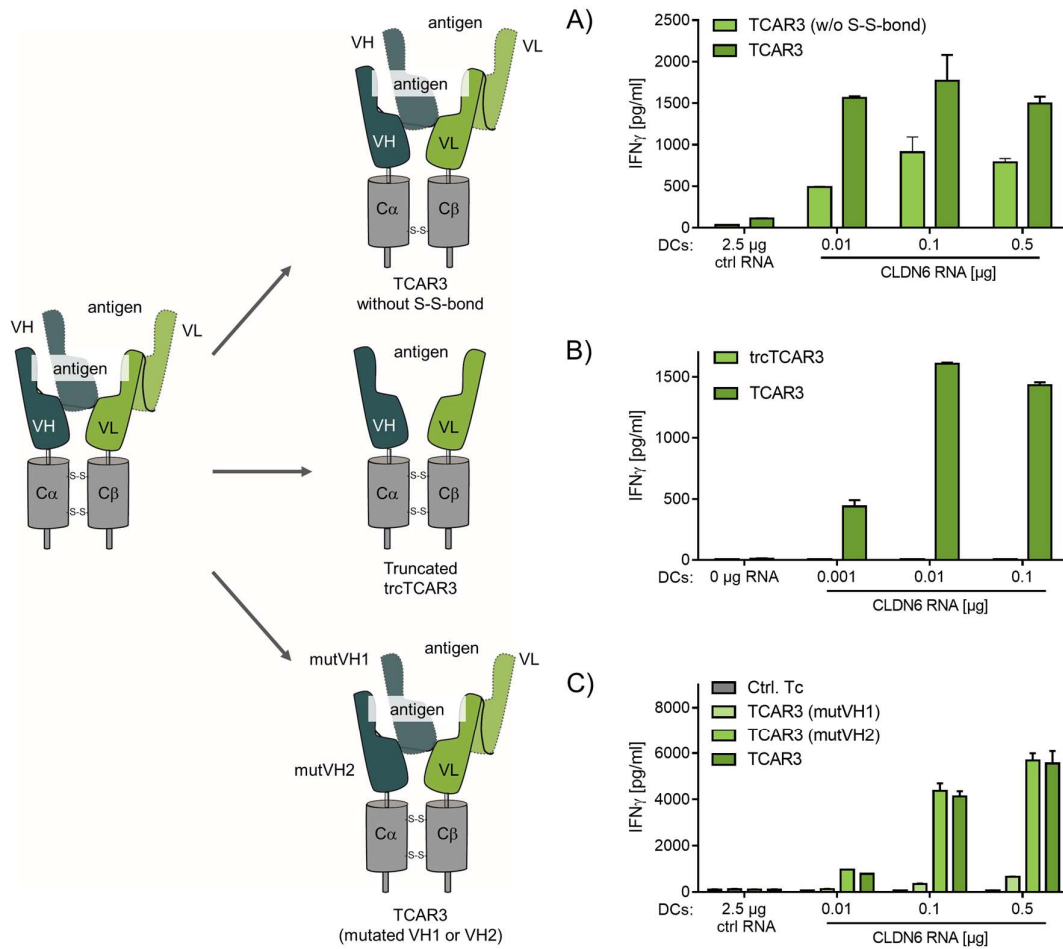 VH
antigen
VL
antigen
VH
VL
Cα
-S-S-
Cβ
TCAR3
without S-S-bond
VH
antigen
VL
antigen
VH
VL
Cα
-S-S-
-S-S-
Cβ
antigen
VH
VL
Cα
-S-S-
-S-S-
Cβ
Truncated
trcTCAR3
mutVH1
antigen
VL
antigen
mutVH2
VL
Cα
-S-S-
-S-S-
Cβ
TCAR3
(mutated VH1 or VH2)
A)
TCAR3 (w/o S-S-bond)
TCAR3
IFNγ [pg/ml]
2500
2000
1500
1000
500
0
DCs: 2.5 µg 0.01 0.1 0.5
ctrl RNA
CLDN6 RNA [µg]
B)
trcTCAR3
TCAR3
IFNγ [pg/ml]
1500
1000
500
0
DCs: 0 µg RNA 0.001 0.01 0.1
CLDN6 RNA [µg]
C)
Ctrl. Tc
TCAR3 (mutVH1)
TCAR3 (mutVH2)
TCAR3
IFNγ [pg/ml]
8000
6000
4000
2000
0
DCs: 2.5 µg 0.01 0.1 0.5
ctrl RNA
CLDN6 RNA [µg]